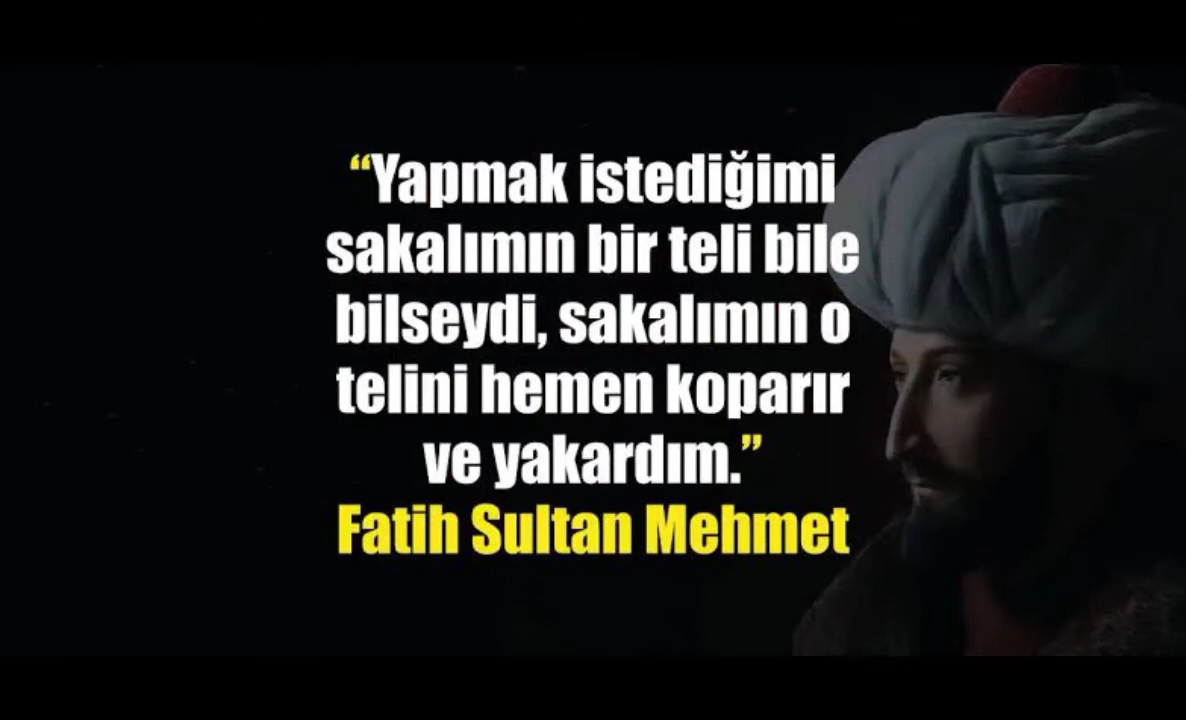 “Yapmak istediğimi
sakalımın bir teli bile
bilseydi, sakalımın o
telini hemen koparır
ve yakardım.”
Fatih Sultan Mehmet